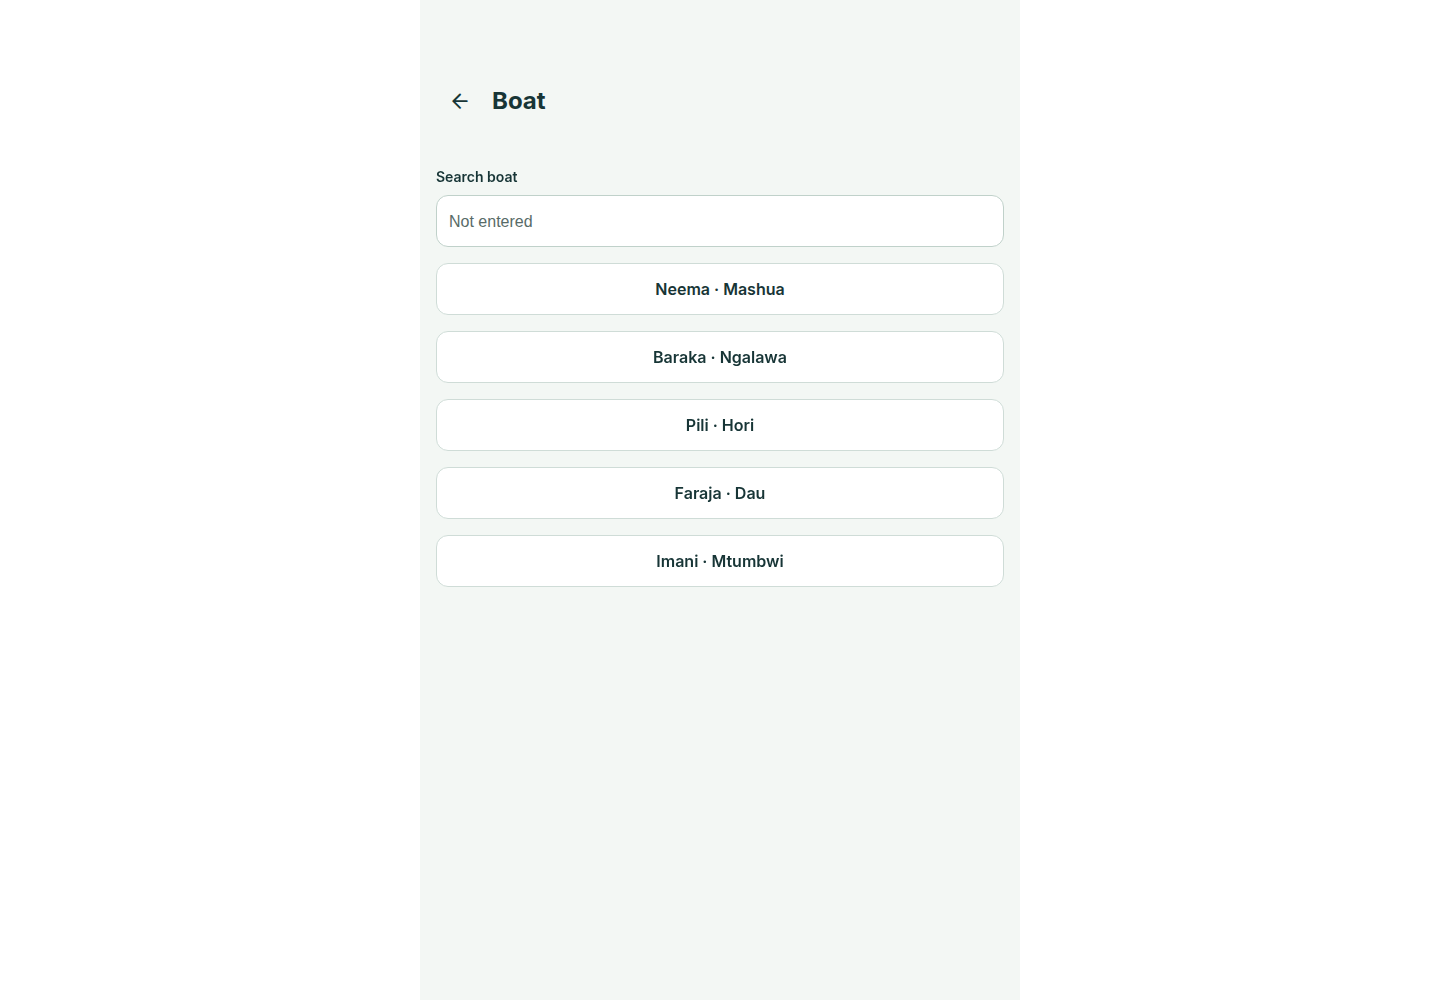 Boat
Search boat
Not entered
Neema · Mashua
Baraka · Ngalawa
Pili · Hori
Faraja · Dau
Imani · Mtumbwi